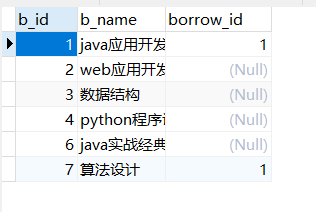 b_id b_name borrow_id
1 java应用开发 1
2 web应用开发 (Null)
3 数据结构 (Null)
4 python程序 (Null)
6 java实战经典 (Null)
7 算法设计 1